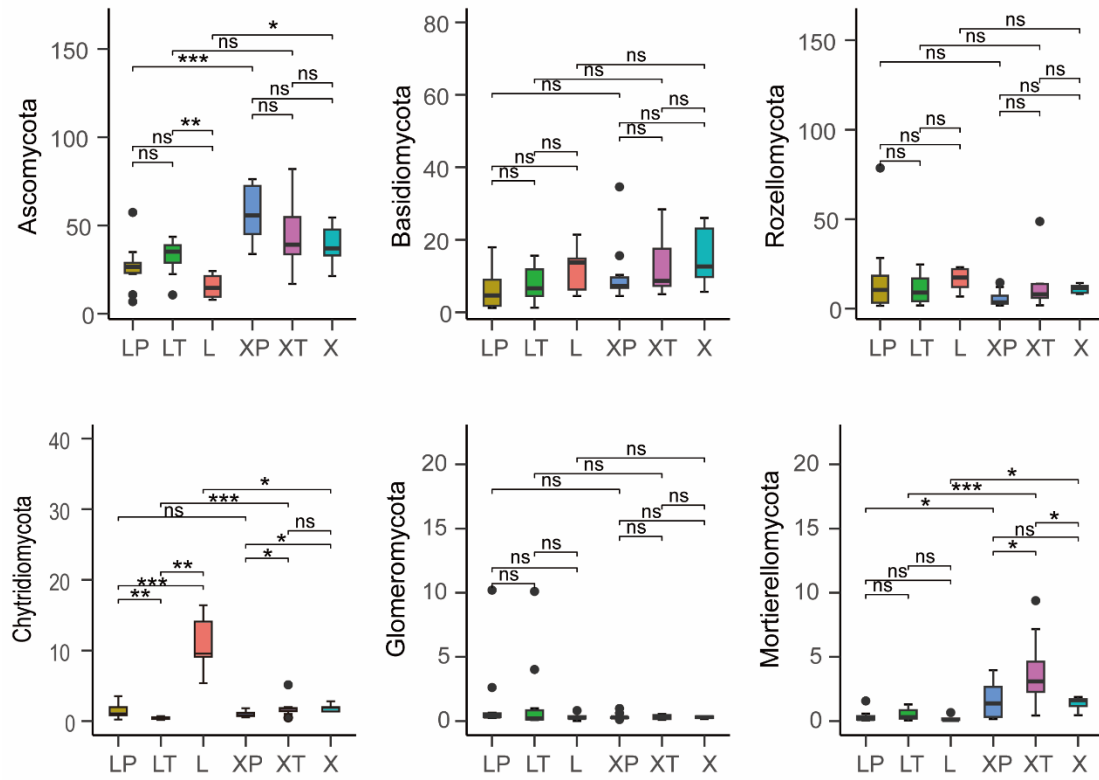 Ascomycota
150
100
50
0
*
ns
***
ns
ns
ns
**
ns
ns
LP LT L XP XT X
Basidiomycota
80
60
40
20
0
ns
ns
ns
ns
ns
ns
ns
ns
ns
LP LT L XP XT X
Rozellomycota
150
100
50
0
ns
ns
ns
ns
ns
ns
ns
ns
ns
LP LT L XP XT X
Chytridiomycota
40
30
20
10
0
*
***
ns
ns
*
*
**
***
**
LP LT L XP XT X
Glomeromycota
20
15
10
5
0
ns
ns
ns
ns
ns
ns
ns
ns
ns
LP LT L XP XT X
Mortierellomycota
20
15
10
5
0
*
***
*
*
ns
*
ns
ns
ns
LP LT L XP XT X